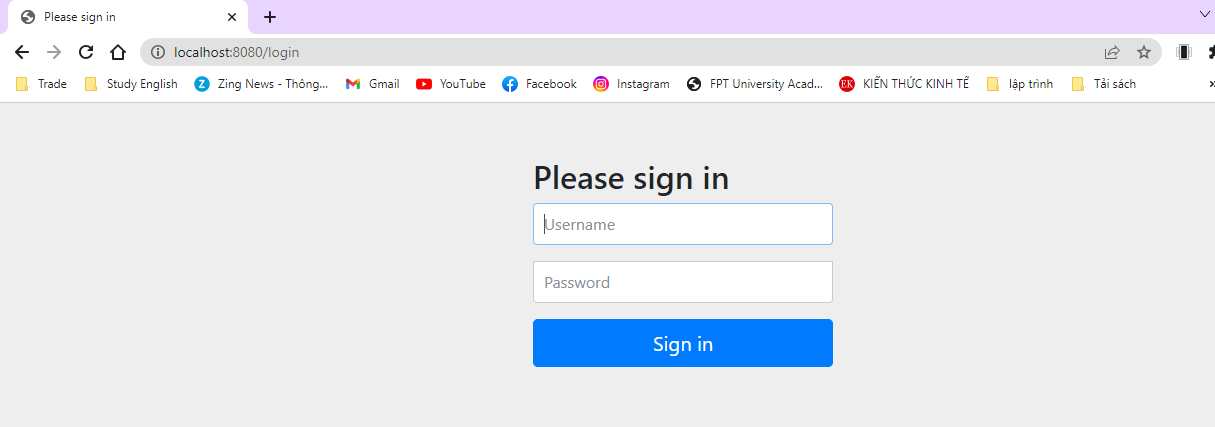 Please sign in
localhost:8080/login
Trade Study English Zing News - Thông... Gmail YouTube Facebook Instagram FPT University Acad... EK KIẾN THỨC KINH TẾ lập trình Tải sách
Please sign in
Username
Password
Sign in